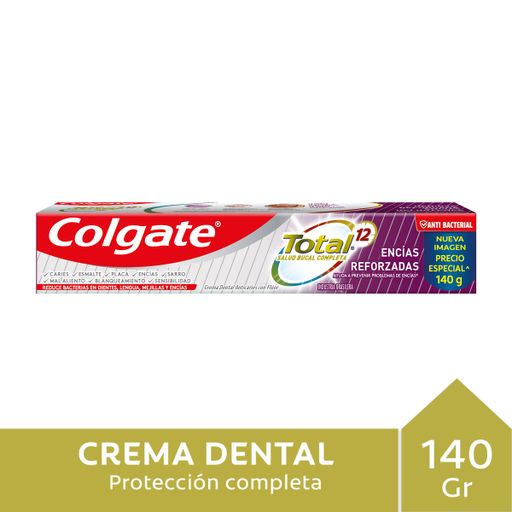 Colgate®
✓ CARIES ✓ ESMALTE ✓ PLACA ✓ ENCÍAS ✓ SARRO
✓ MAL ALIENTO ✓ BLANQUEAMIENTO ✓ SENSIBILIDAD
REDUCE BACTERIAS EN DIENTES, LENGUA, MEJILLAS Y ENCÍAS
Total 12
SALUD BUCAL COMPLETA
Crema Dental Anticaries con Flúor
ENCÍAS
REFORZADAS
AYUDA A PREVENIR PROBLEMAS DE ENCÍAS
INDUSTRIA BRASILERA
ANTI BACTERIAL
NUEVA
IMAGEN
PRECIO
ESPECIAL^
140 g
CREMA DENTAL
Protección completa
140
Gr